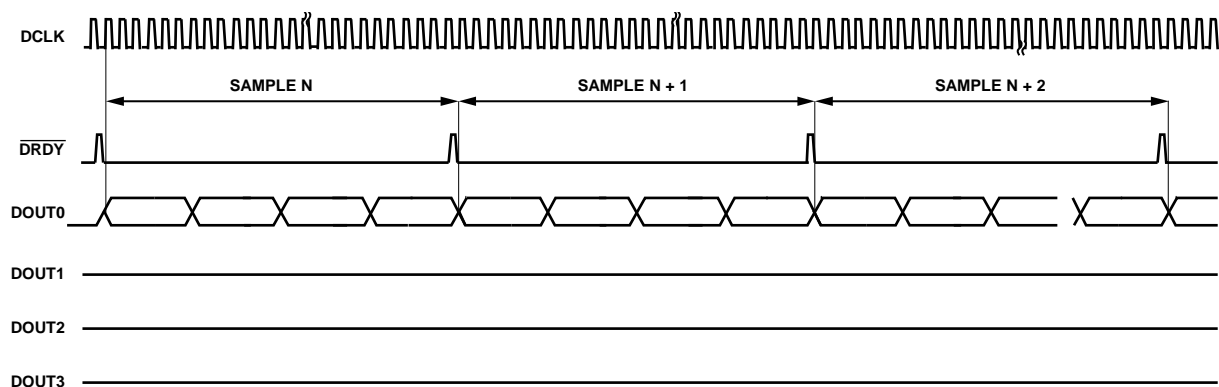 DCLK
SAMPLE N
SAMPLE N + 1
SAMPLE N + 2
DRDY
DOUT0
DOUT1
DOUT2
DOUT3